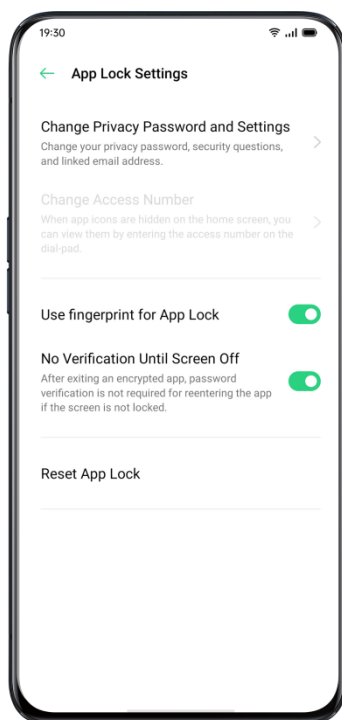 19:30
App Lock Settings
Change Privacy Password and Settings
Change your privacy password, security questions,
and linked email address.
Change Access Number
When app icons are hidden on the home screen, you
can view them by entering the access number on the
dial-pad.
Use fingerprint for App Lock
No Verification Until Screen Off
After exiting an encrypted app, password
verification is not required for reentering the app
if the screen is not locked.
Reset App Lock